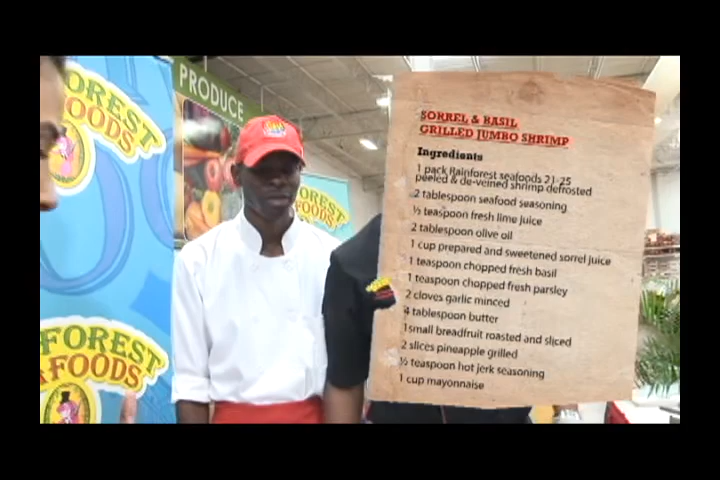 OREST
FOODS
PRODUCE
FOREST
FOODS
FOREST
FOODS
SORREL & BASIL
GRILLED JUMBO SHRIMP
Ingredients
1 pack Rainforest seafoods 21-25
peeled & de-veined shrimp defrosted
2 tablespoon seafood seasoning
½ teaspoon fresh lime juice
2 tablespoon olive oil
1 cup prepared and sweetened sorrel juice
1 teaspoon chopped fresh basil
1 teaspoon chopped fresh parsley
2 cloves garlic minced
4 tablespoon butter
1small breadfruit roasted and sliced
2 slices pineapple grilled
½ teaspoon hot jerk seasoning
1 cup mayonnaise